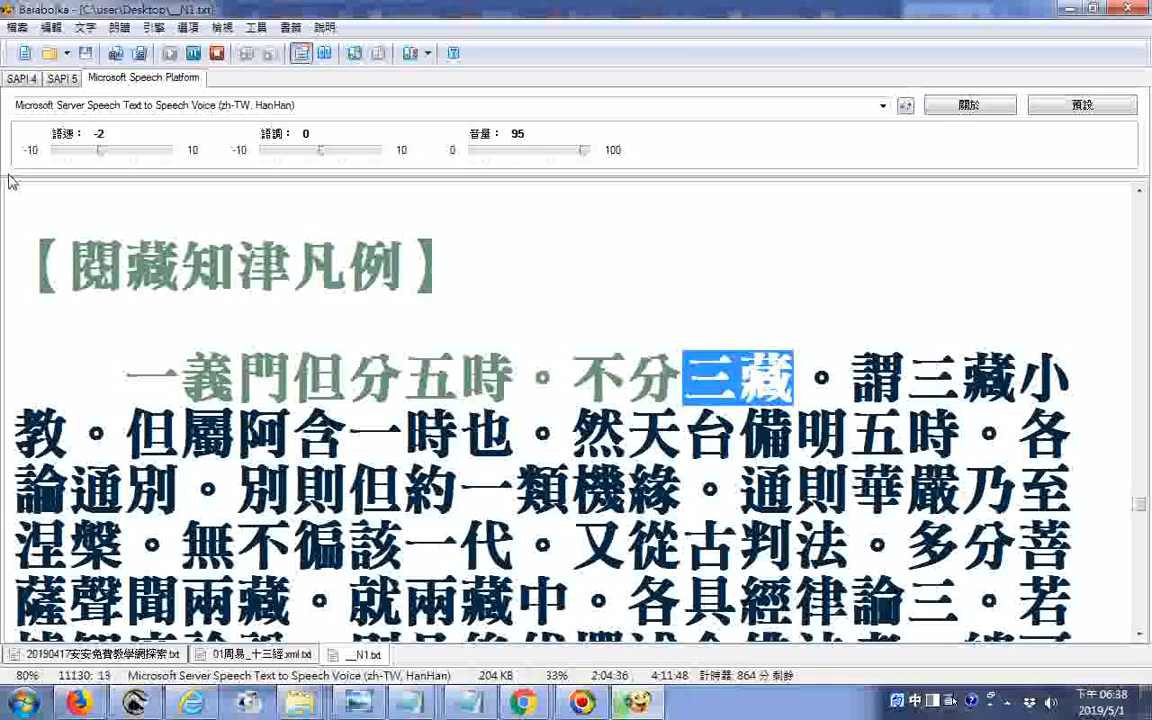 Balabolka - [C:\user\Desktop\__N1.txt]
檔案 編輯 文字 朗讀 引擎 選項 檢視 工具 書籤 說明
SAPI 4 SAPI 5 Microsoft Speech Platform
Microsoft Server Speech Text to Speech Voice (zh-TW, HanHan) 關於 預設
語速： -2 語調： 0 音量： 95
-10 10 -10 10 0 100
【閱藏知津凡例】
一義門但分五時。不分三藏。謂三藏小
教。但屬阿含一時也。然天台備明五時。各
論通別。別則但約一類機緣。通則華嚴乃至
涅槃。無不徧該一代。又從古判法。多分菩
薩聲聞兩藏。就兩藏中。各具經律論三。若
20190417安安免費教學網探索.txt 01周易_十三經.xml.txt __N1.txt
80% 11130: 13 Microsoft Server Speech Text to Speech Voice (zh-TW, HanHan) 204 KB 33% 2:04:36 4:11:48 計時器: 864 分 剩餘
中 下午 06:38
2019/5/1